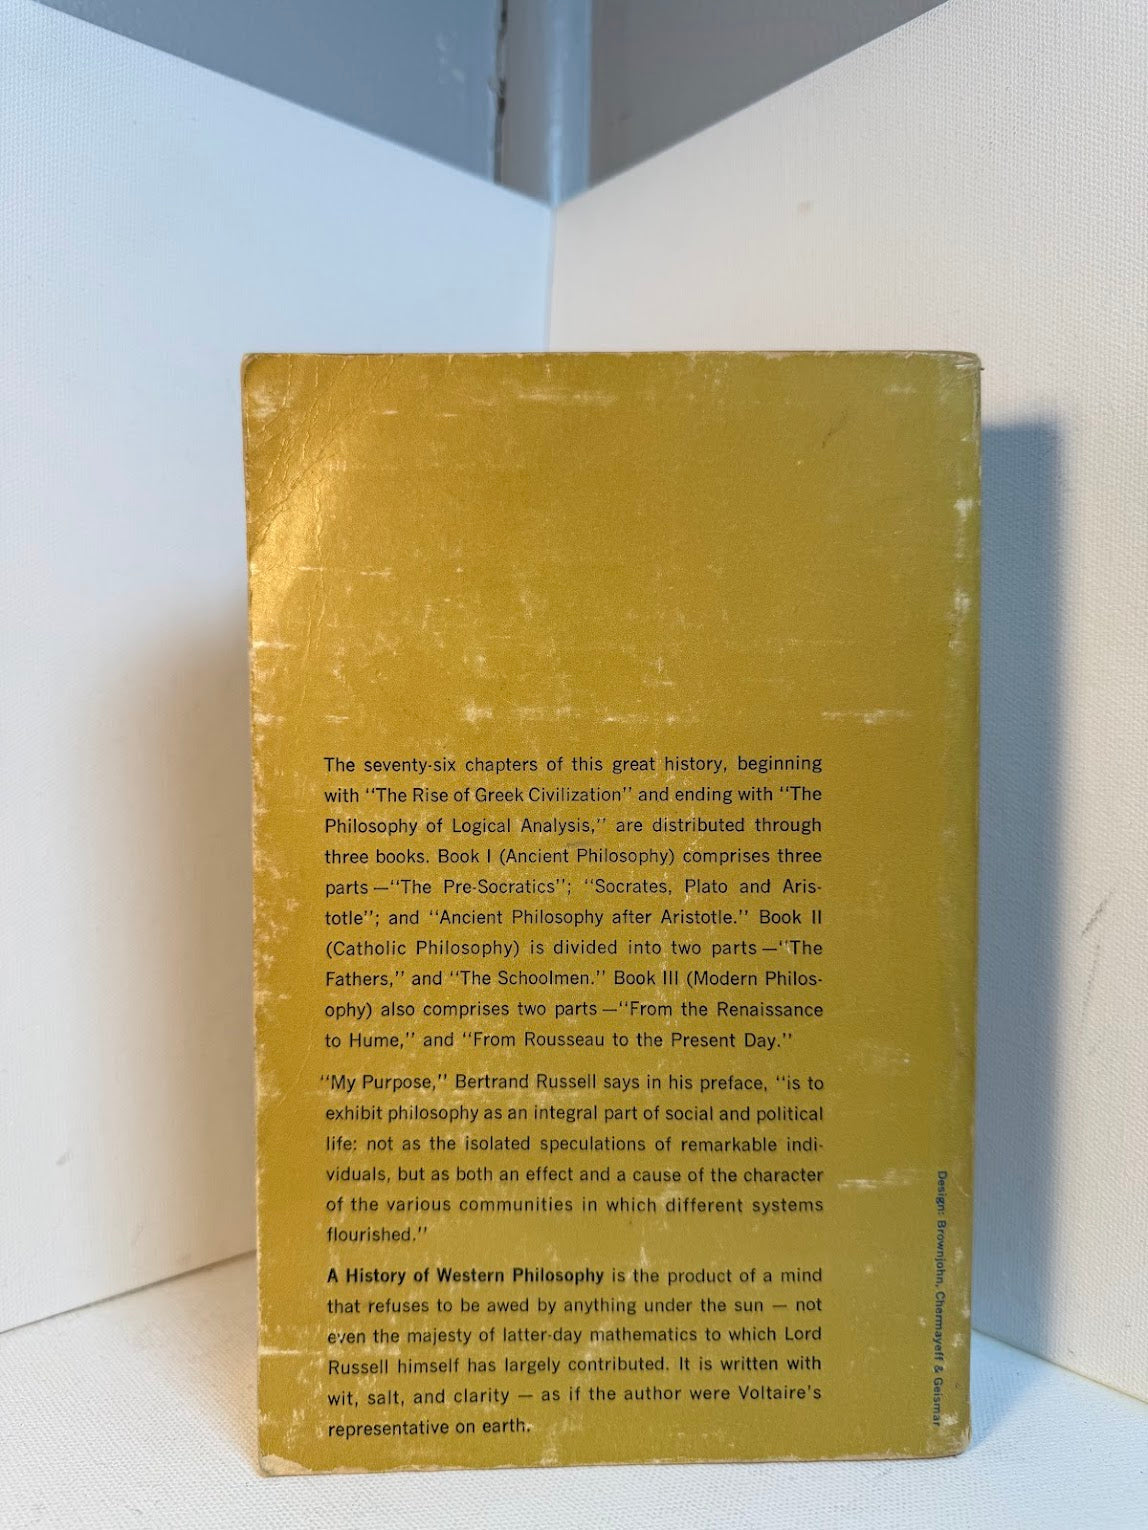 The seventy-six chapters of this great history, beginning
with "The Rise of Greek Civilization" and ending with "The
Philosophy of Logical Analysis," are distributed through
three books. Book I (Ancient Philosophy) comprises three
parts—"The Pre-Socratics"; "Socrates, Plato and Aris-
totle"; and "Ancient Philosophy after Aristotle." Book II
(Catholic Philosophy) is divided into two parts—"The
Fathers," and "The Schoolmen." Book III (Modern Philos-
ophy) also comprises two parts—"From the Renaissance
to Hume," and "From Rousseau to the Present Day."
"My Purpose," Bertrand Russell says in his preface, "is to
exhibit philosophy as an integral part of social and political
life: not as the isolated speculations of remarkable indi-
viduals, but as both an effect and a cause of the character
of the various communities in which different systems
flourished."
A History of Western Philosophy is the product of a mind
that refuses to be awed by anything under the sun — not
even the majesty of latter-day mathematics to which Lord
Russell himself has largely contributed. It is written with
wit, salt, and clarity — as if the author were Voltaire's
representative on earth.
Design: Brownjohn, Chermayeff & Geismar